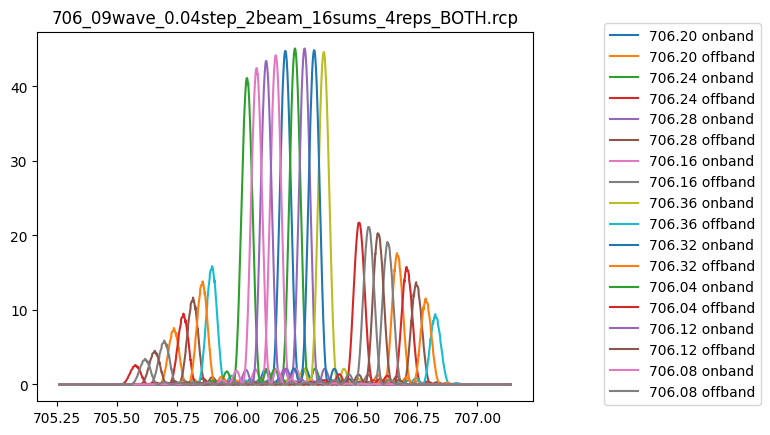 706_09wave_0.04step_2beam_16sums_4reps_BOTH.rcp
40
30
20
10
0
705.25 705.50 705.75 706.00 706.25 706.50 706.75 707.00
706.20 onband
706.20 offband
706.24 onband
706.24 offband
706.28 onband
706.28 offband
706.16 onband
706.16 offband
706.36 onband
706.36 offband
706.32 onband
706.32 offband
706.04 onband
706.04 offband
706.12 onband
706.12 offband
706.08 onband
706.08 offband